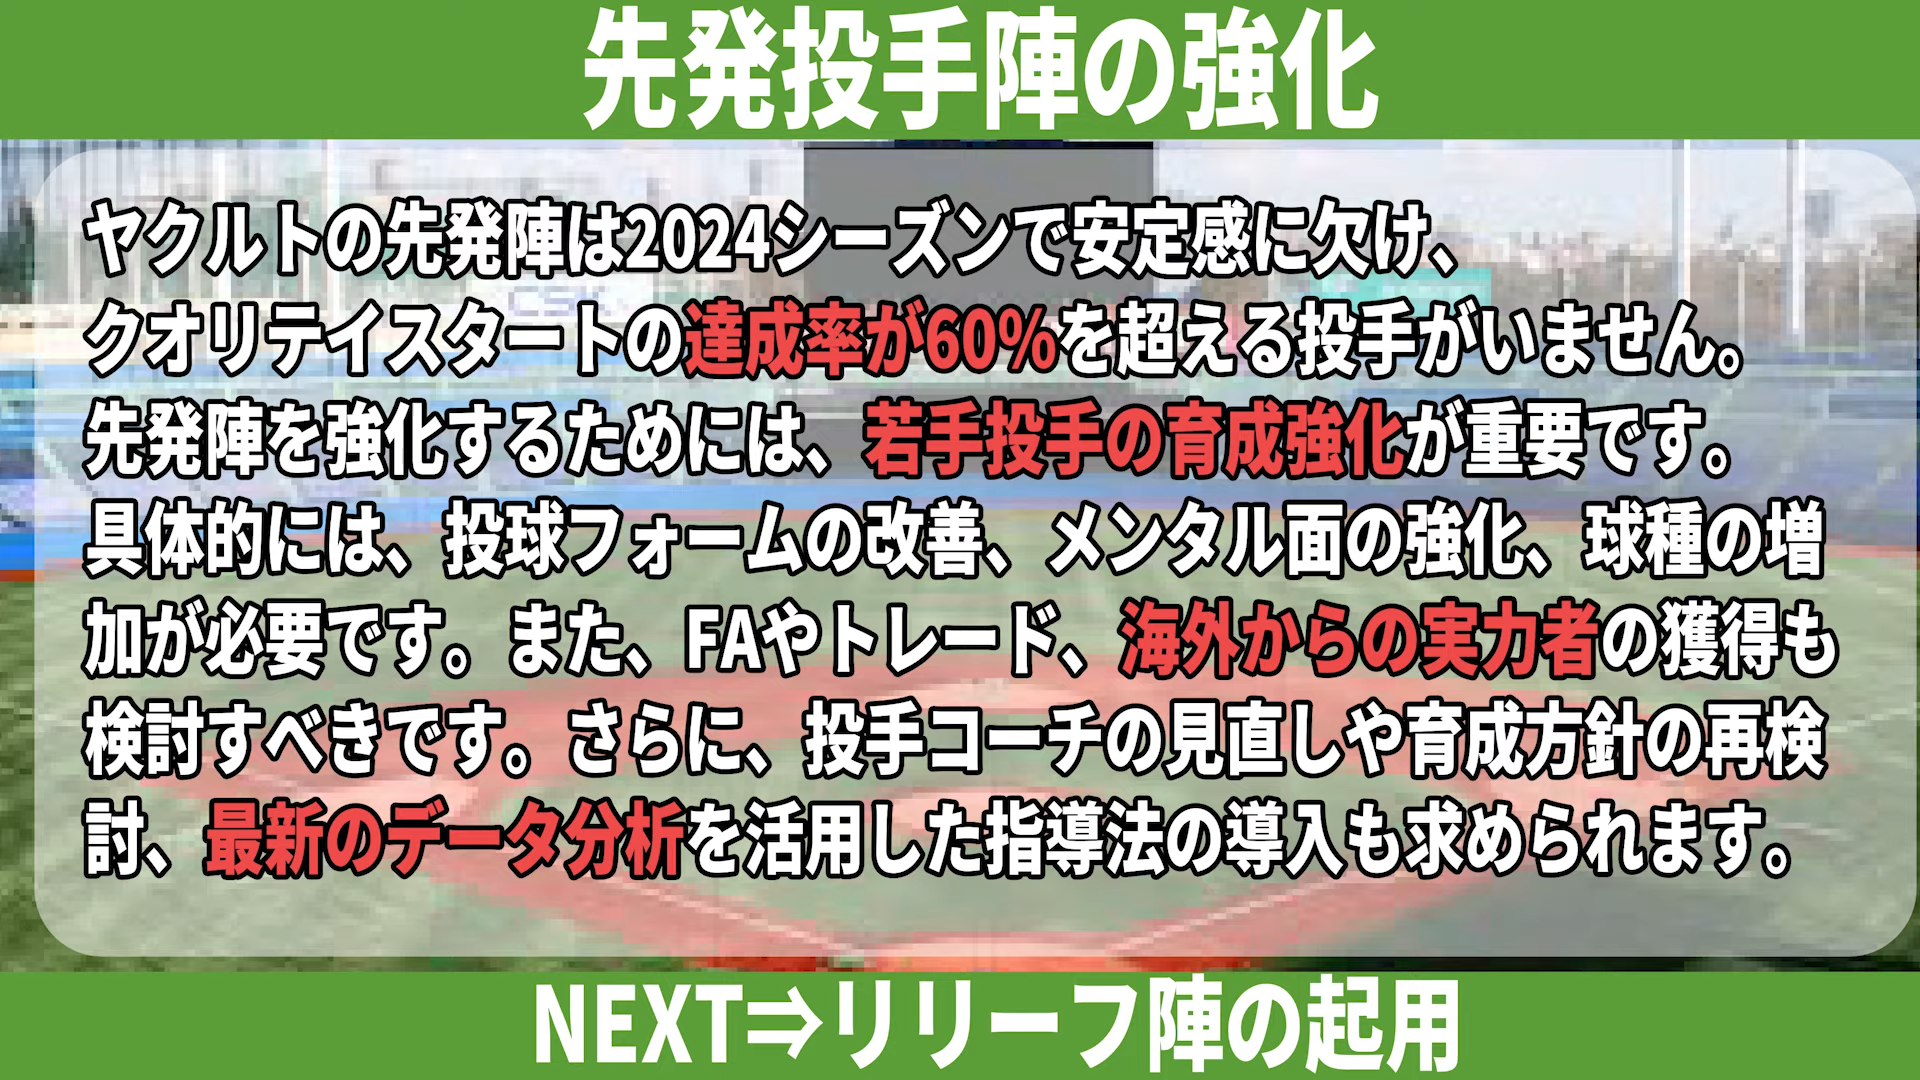 先発投手陣の強化
ヤクルトの先発陣は2024シーズンで安定感に欠け、
クオリテイスタートの達成率が60%を超える投手がいません。
先発陣を強化するためには、若手投手の育成強化が重要です。
具体的には、投球フォームの改善、メンタル面の強化、球種の増
加が必要です。また、FAやトレード、海外からの実力者の獲得も
検討すべきです。さらに、投手コーチの見直しや育成方針の再検
討、最新のデータ分析を活用した指導法の導入も求められます。
NEXT⇒リリーフ陣の起用